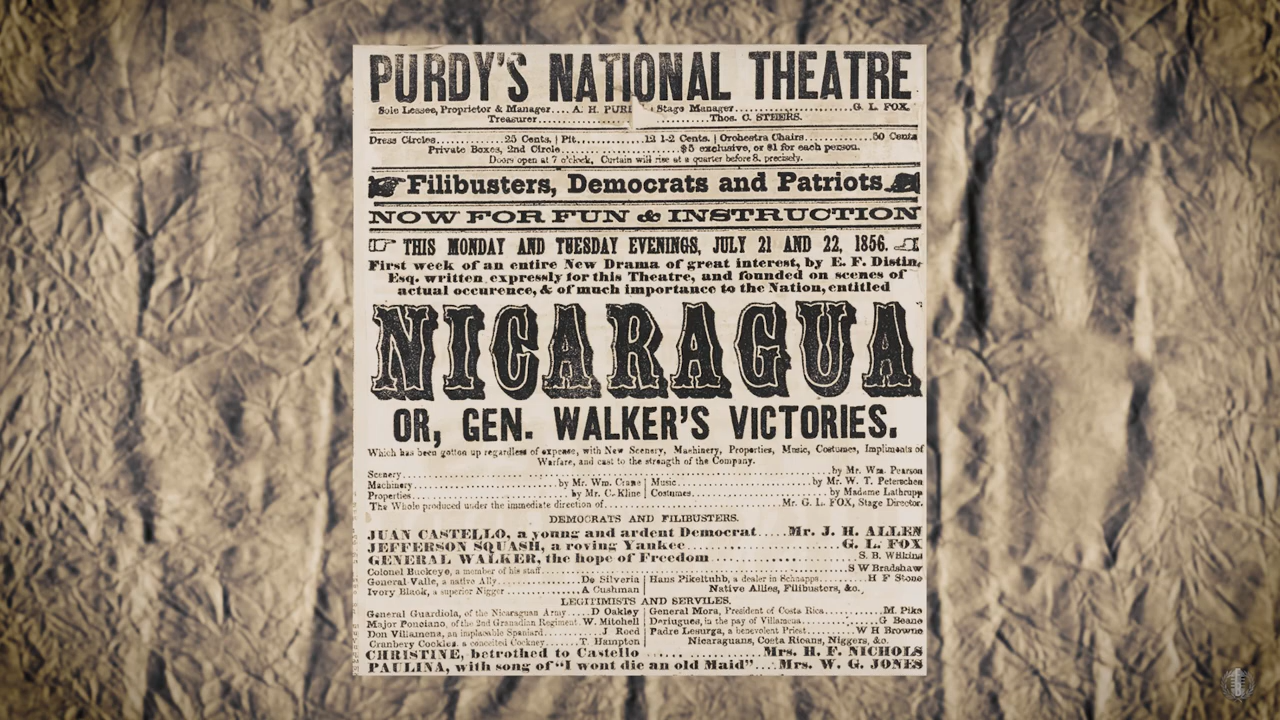 PURDY'S NATIONAL THEATRE
Sole Lessee, Proprietor & Manager.... A. H. PURD Stage Manager....................G. L. FOX,
Treasurer....................Thos. C. STEERS.
Dress Circles............25 Cents. | Pit............12 1-2 Cents. | Orchestra Chairs............50 Cents
Private Boxes, 2nd Circle....................$5 exclusive, or $1 for each person.
Doors open at 7 o'clock, Curtain will rise at a quarter before 8, precisely.
Filibusters, Democrats and Patriots
NOW FOR FUN & INSTRUCTION
THIS MONDAY AND TUESDAY EVENINGS, JULY 21 AND 22, 1856.
First week of an entire New Drama of great interest, by E. F. Distin,
Esq. written expressly for this Theatre, and founded on scenes of
actual occurence, & of much importance to the Nation, entitled
NICARAGUA
OR, GEN. WALKER'S VICTORIES.
Which has been gotten up regardless of expense, with New Scenery, Machinery, Properties, Music, Costumes, Impliments of
Warfare, and cast to the strength of the Company.
Scenery....................by Mr. Wm. Pearson
Machinery....................by Mr. Wm. Crane | Music....................by Mr. W. T. Peterschen
Properties....................by Mr. C. Kline | Costumes....................by Madame Lathrupp
The Whole produced under the immediate direction of....................Mr. G. L. FOX, Stage Director.
DEMOCRATS AND FILIBUSTERS.
JUAN CASTELLO, a young and ardent Democrat.....Mr. J. H. ALLEN
JEFFERSON SQUASH, a roving Yankee....................G. L. FOX
GENERAL WALKER, the hope of Freedom....................S. B. Wilkins
Colonel Buckeye, a member of his staff....................S W Bradshaw
General Valle, a native Ally............De Silveria | Hans Pikeltuhb, a dealer in Schnapps............H F Stone
Ivory Black, a superior Nigger............A Cushman | Native Allies, Filibusters, &c.
LEGITIMISTS AND SERVILES.
General Guardiola, of the Nicaraguan Army.....D Oakley | General Mora, President of Costa Rica............M. Pike
Major Ponciano, of the 2nd Granadian Regiment..W. Mitchell | Deriugues, in the pay of Villamena............G Beane
Don Villamena, an implacable Spaniard......J Reed | Padre Lesurga, a benevolent Priest............W H Browne
Cranberry Cookies, a conceited Cockney......T. Hampton | Nicaraguans, Costa Ricans, Niggers, &c.
CHRISTINE, betrothed to Castello ............Mrs. H. F. NICHOLS
PAULINA, with song of "I wont die an old Maid"....Mrs. W. G. JONES